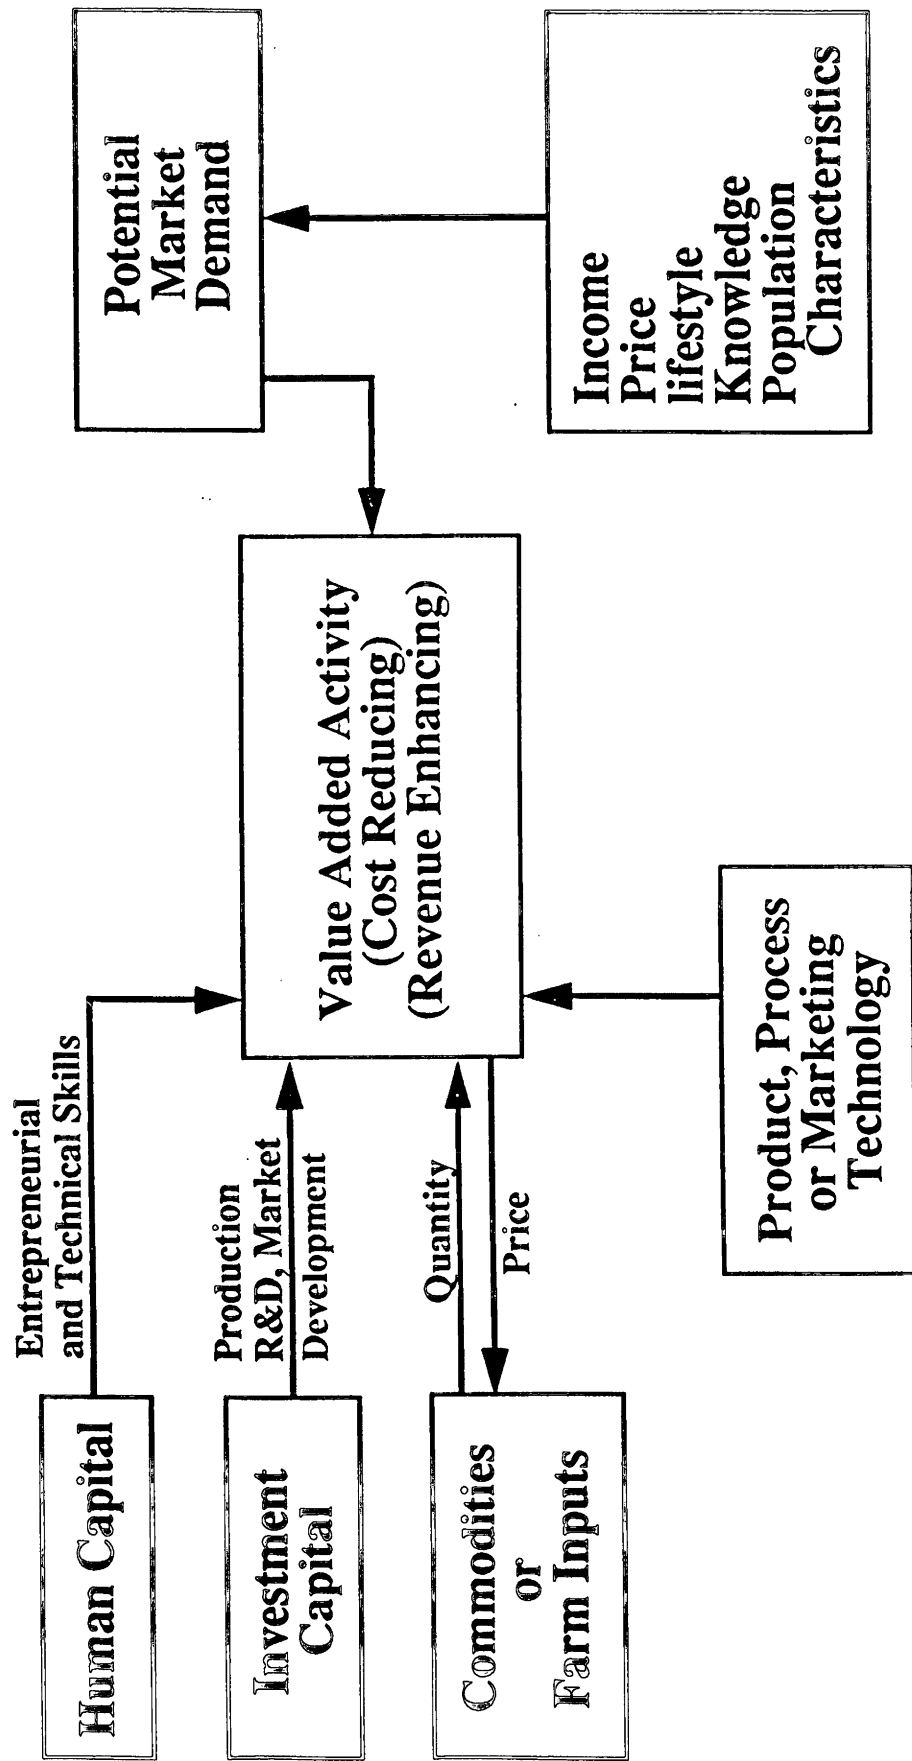 Human Capital
Entrepreneurial
and Technical Skills
Investment
Capital
Production
R&D, Market
Development
Commodities
or
Farm Inputs
Quantity
Price
Value Added Activity
(Cost Reducing)
(Revenue Enhancing)
Product, Process
or Marketing
Technology
Potential
Market
Demand
Income
Price
lifestyle
Knowledge
Population
Characteristics